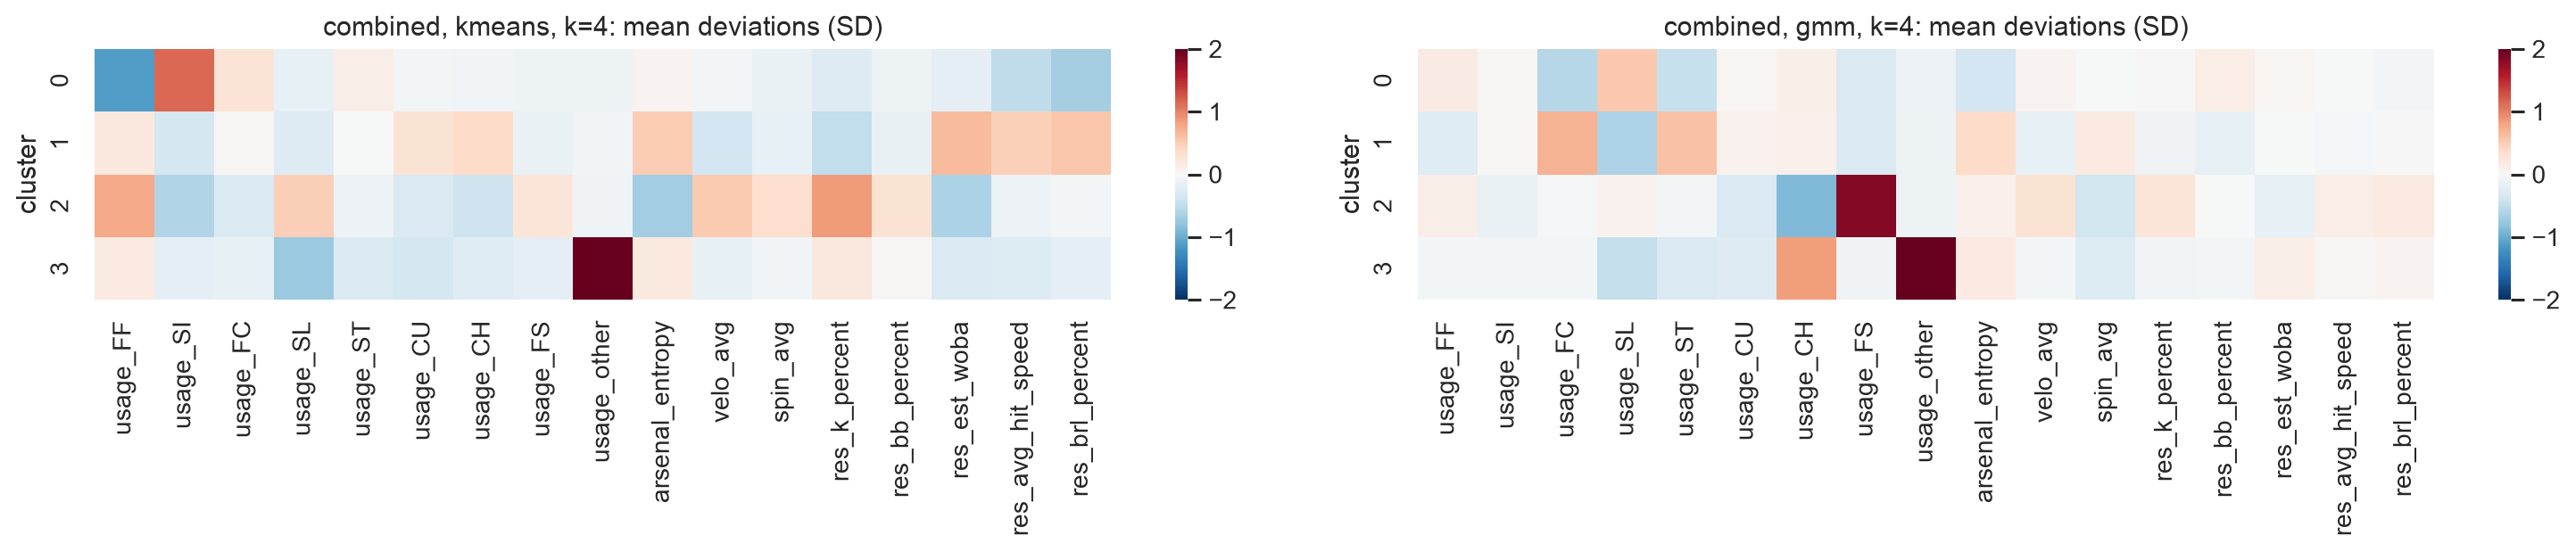 combined, kmeans, k=4: mean deviations (SD)
cluster
0
1
2
3
2
1
0
−1
−2
usage_FF
usage_SI
usage_FC
usage_SL
usage_ST
usage_CU
usage_CH
usage_FS
usage_other
arsenal_entropy
velo_avg
spin_avg
res_k_percent
res_bb_percent
res_est_woba
res_avg_hit_speed
res_brl_percent
combined, gmm, k=4: mean deviations (SD)
cluster
0
1
2
3
2
1
0
−1
−2
usage_FF
usage_SI
usage_FC
usage_SL
usage_ST
usage_CU
usage_CH
usage_FS
usage_other
arsenal_entropy
velo_avg
spin_avg
res_k_percent
res_bb_percent
res_est_woba
res_avg_hit_speed
res_brl_percent